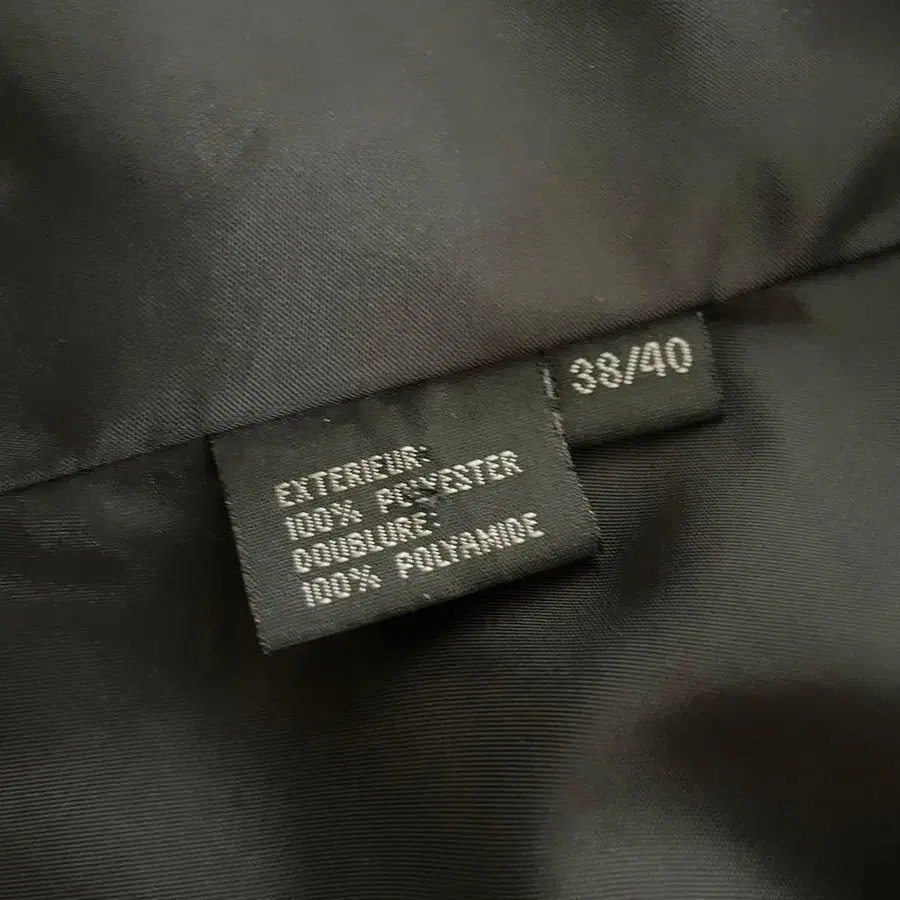 EXTERIEUR:
100% POLYESTER
DOUBLURE:
100% POLYAMIDE
38/40